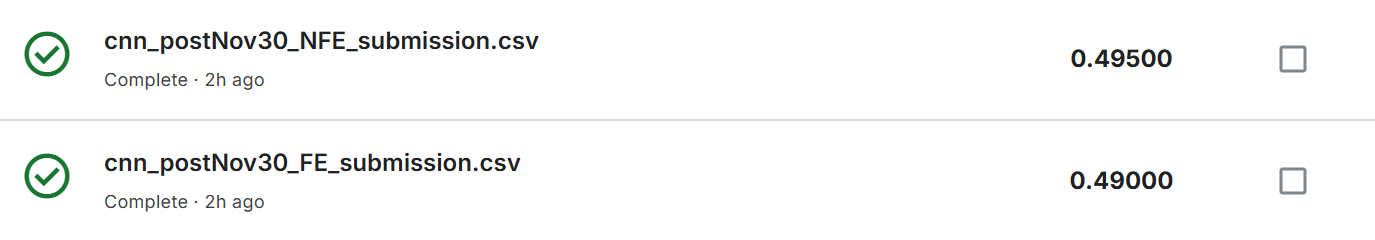 cnn_postNov30_NFE_submission.csv
Complete · 2h ago
0.49500
cnn_postNov30_FE_submission.csv
Complete · 2h ago
0.49000